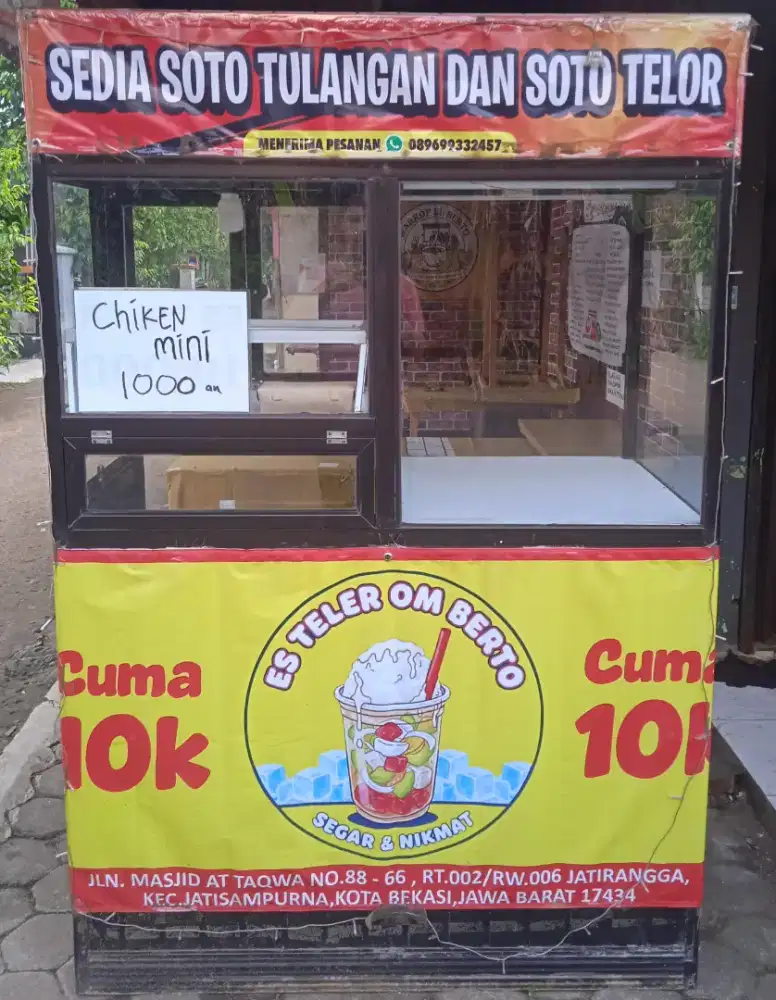 SEDIA SOTO TULANGAN DAN SOTO TELOR
MENERIMA PESANAN 089699332457
CHIKEN
mini
1000 an
ES TELER OM BERTO
SEGAR & NIKMAT
Cuma
10k
Cuma
10k
JLN. MASJID AT TAQWA NO.88 - 66 , RT.002/RW.006 JATIRANGGA,
KEC.JATISAMPURNA,KOTA BEKASI,JAWA BARAT 17434